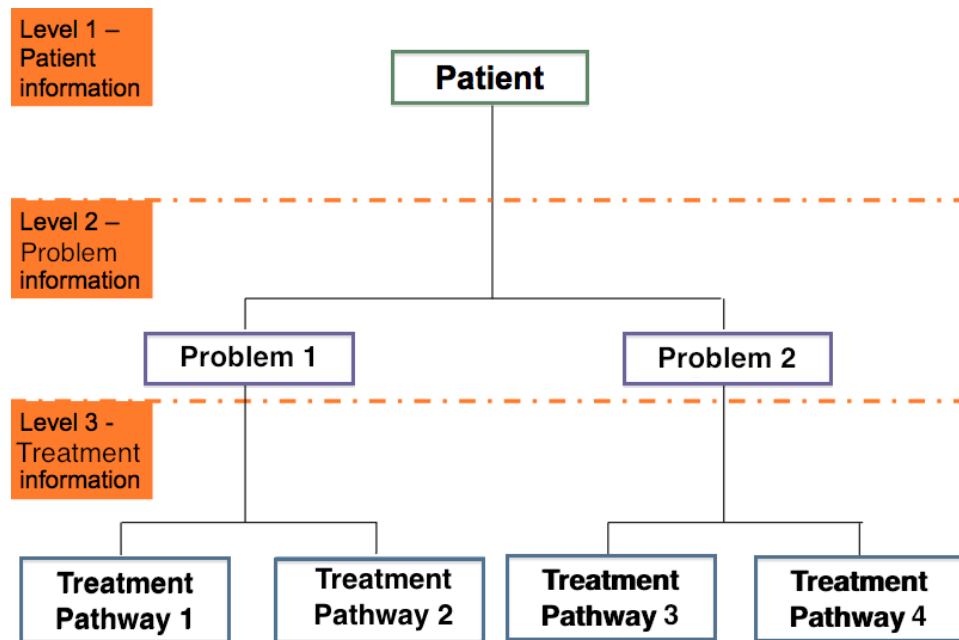 Level 1 –
Patient
information
Patient
Level 2 –
Problem
information
Problem 1
Problem 2
Level 3 -
Treatment
information
Treatment
Pathway 1
Treatment
Pathway 2
Treatment
Pathway 3
Treatment
Pathway 4